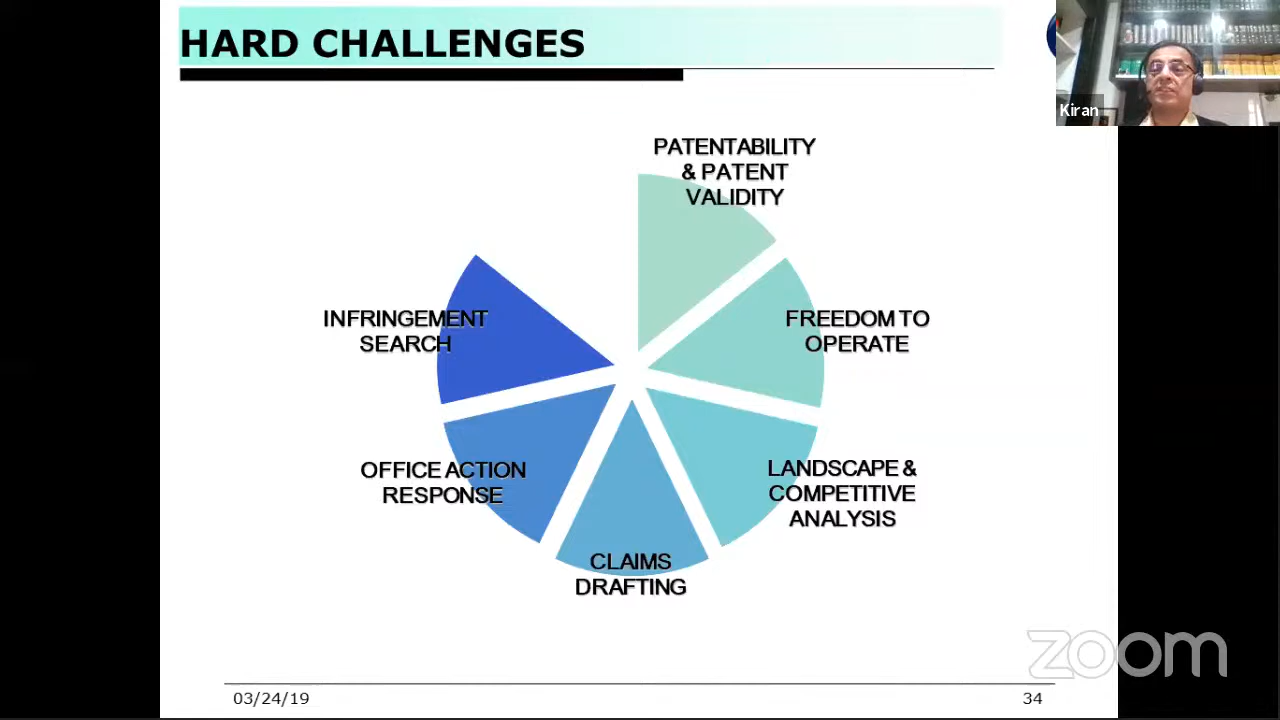 HARD CHALLENGES
Kiran
PATENTABILITY
& PATENT
VALIDITY
FREEDOM TO
OPERATE
LANDSCAPE &
COMPETITIVE
ANALYSIS
CLAIMS
DRAFTING
OFFICE ACTION
RESPONSE
INFRINGEMENT
SEARCH
zoom
03/24/19
34